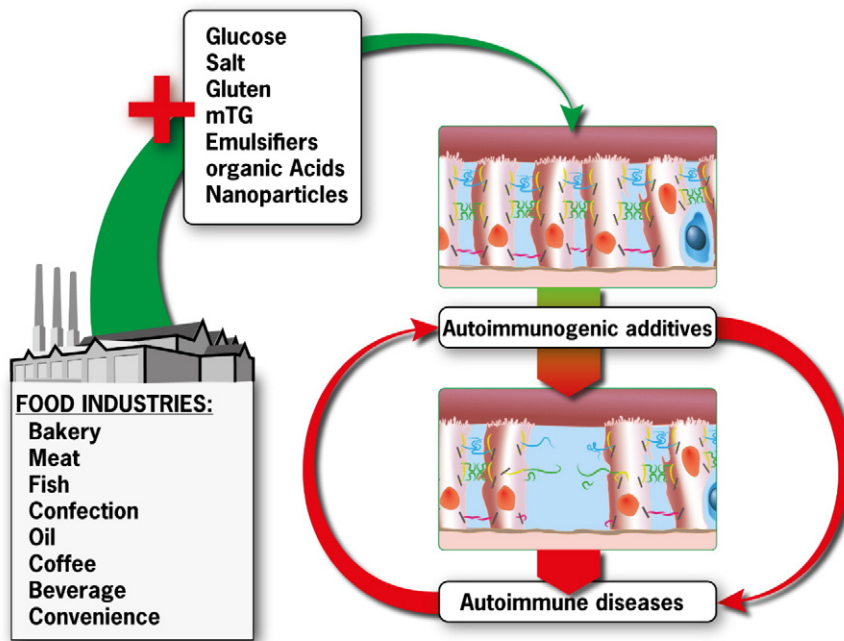 Glucose
Salt
Gluten
mTG
Emulsifiers
organic Acids
Nanoparticles
Autoimmunogenic additives
FOOD INDUSTRIES:
Bakery
Meat
Fish
Confection
Oil
Coffee
Beverage
Convenience
Autoimmune diseases